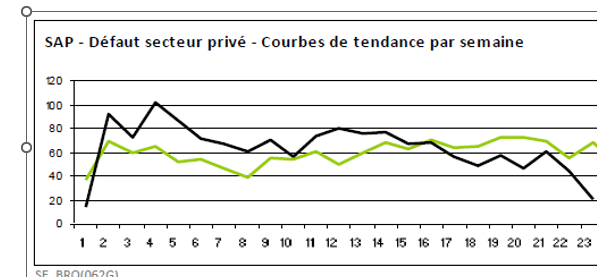 SAP - Défaut secteur privé - Courbes de tendance par semaine
120
100
80
60
40
20
0
1 2 3 4 5 6 7 8 9 10 11 12 13 14 15 16 17 18 19 20 21 22 23
SE_BRO(062G)